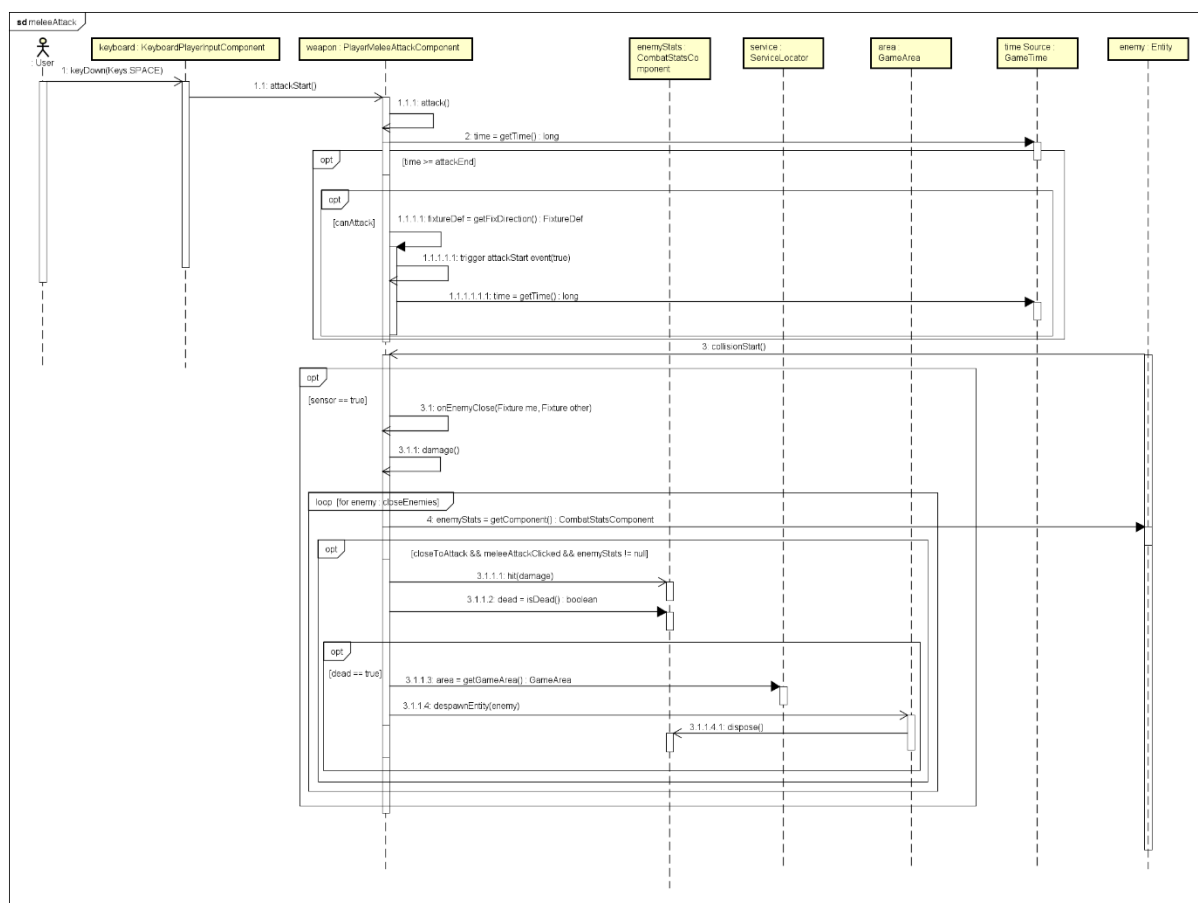 sd meleeAttack
: User
keyboard : KeyboardPlayerInputComponent
weapon : PlayerMeleeAttackComponent
enemyStats :
CombatStatsCo
mponent
service :
ServiceLocator
area :
GameArea
time Source :
GameTime
enemy : Entity
1: keyDown(Keys.SPACE)
1.1: attackStart()
1.1.1: attack()
2: time = getTime() : long
opt
[time >= attackEnd]
opt
[canAttack]
1.1.1.1: fixtureDef = getFixDirection() : FixtureDef
1.1.1.1.1: trigger attackStart event(true)
1.1.1.1.1.1: time = getTime() : long
3: collisionStart()
opt
[sensor == true]
3.1: onEnemyClose(Fixture me, Fixture other)
3.1.1: damage()
loop [for enemy : closeEnemies]
4: enemyStats = getComponent() : CombatStatsComponent
opt
[closeToAttack && meleeAttackClicked && enemyStats != null]
3.1.1.1: hit(damage)
3.1.1.2: dead = isDead() : boolean
opt
[dead == true]
3.1.1.3: area = getGameArea() : GameArea
3.1.1.4: despawnEntity(enemy)
3.1.1.4.1: dispose()